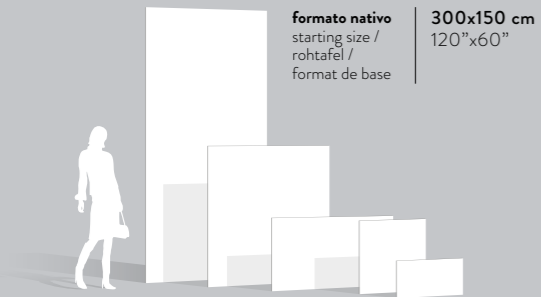 formato nativo
starting size /
rohtafel /
format de base
300x150 cm
120”x60”